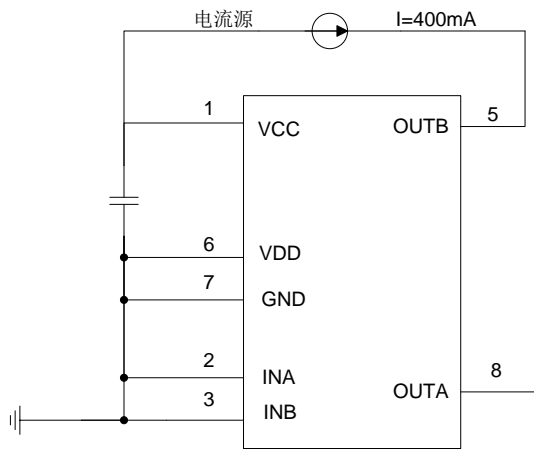 电流源 I=400mA
1 VCC OUTB 5
6 VDD
7 GND
2 INA
OUTA 8
3 INB